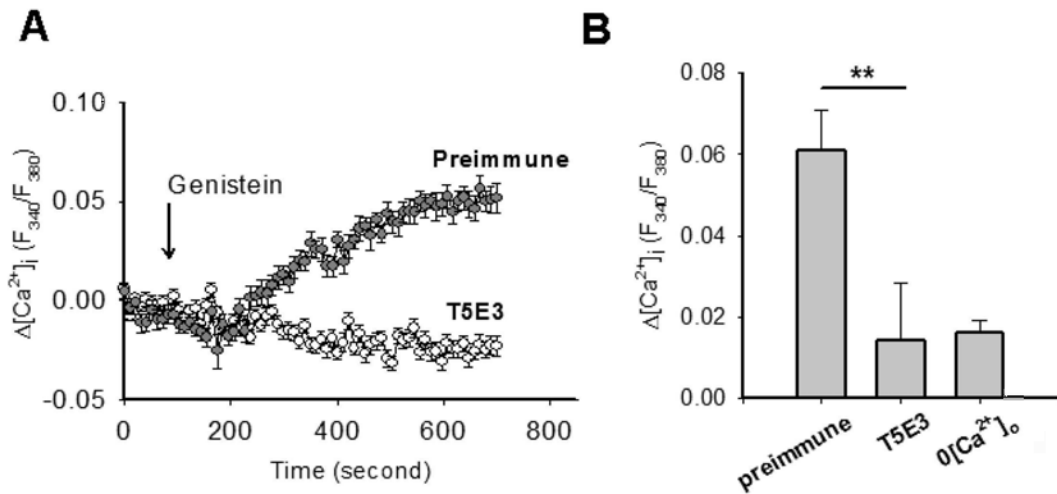 A
Δ[Ca²⁺]ᵢ (F₃₄₀/F₃₈₀)
0.10
0.05
0.00
-0.05
Genistein
Preimmune
T5E3
0 200 400 600 800
Time (second)
B
Δ[Ca²⁺]ᵢ (F₃₄₀/F₃₈₀)
0.08
0.06
0.04
0.02
0.00
**
preimmune
T5E3
0[Ca²⁺]ₒ